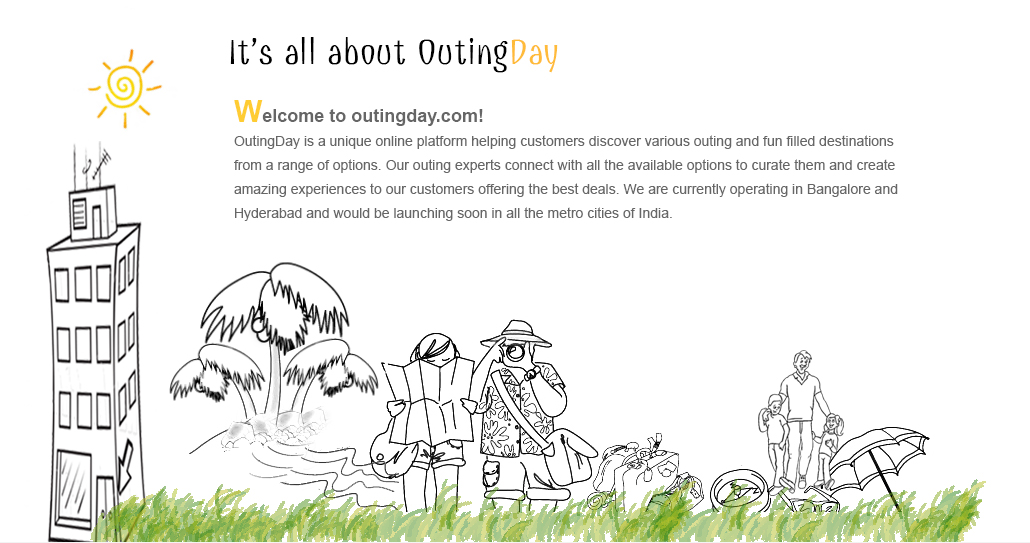 It's all about OutingDay
Welcome to outingday.com!
OutingDay is a unique online platform helping customers discover various outing and fun filled destinations
from a range of options. Our outing experts connect with all the available options to curate them and create
amazing experiences to our customers offering the best deals. We are currently operating in Bangalore and
Hyderabad and would be launching soon in all the metro cities of India.